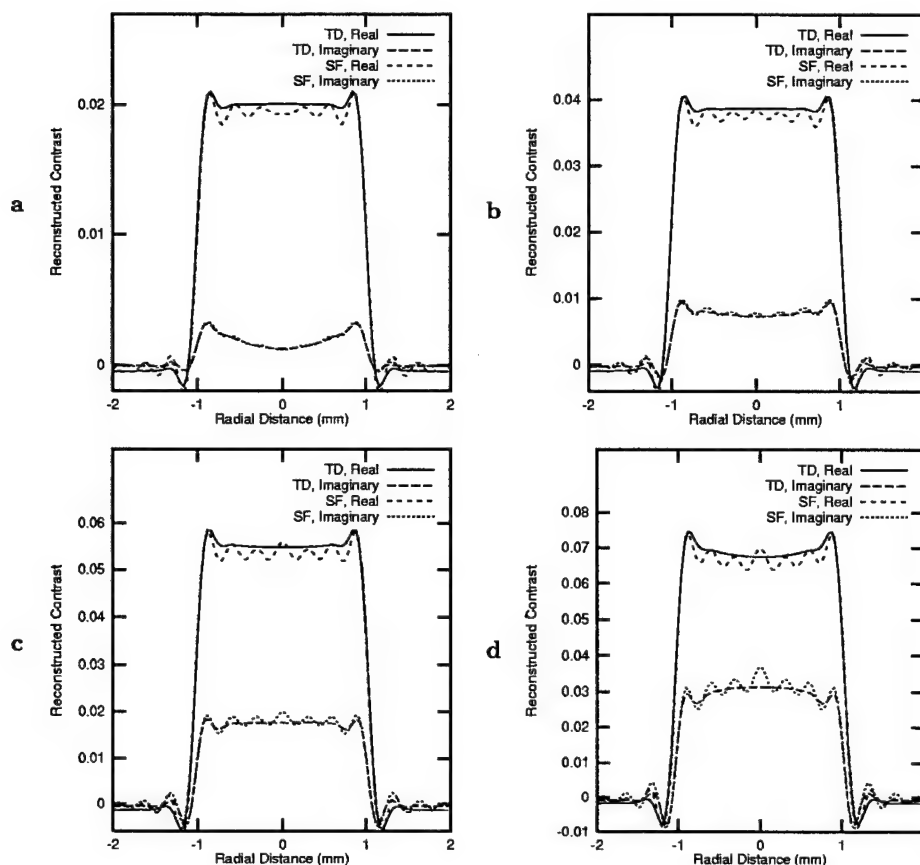 a
TD, Real
TD, Imaginary
SF, Real
SF, Imaginary
0.02
0.01
0
Reconstructed Contrast
-2
-1
0
1
2
Radial Distance (mm)
b
TD, Real
TD, Imaginary
SF, Real
SF, Imaginary
0.04
0.03
0.02
0.01
0
Reconstructed Contrast
-2
-1
0
1
Radial Distance (mm)
c
TD, Real
TD, Imaginary
SF, Real
SF, Imaginary
0.06
0.05
0.04
0.03
0.02
0.01
0
Reconstructed Contrast
-2
-1
0
1
2
Radial Distance (mm)
d
TD, Real
TD, Imaginary
SF, Real
SF, Imaginary
0.08
0.07
0.06
0.05
0.04
0.03
0.02
0.01
0
-0.01
Reconstructed Contrast
-2
-1
0
1
Radial Distance (mm)